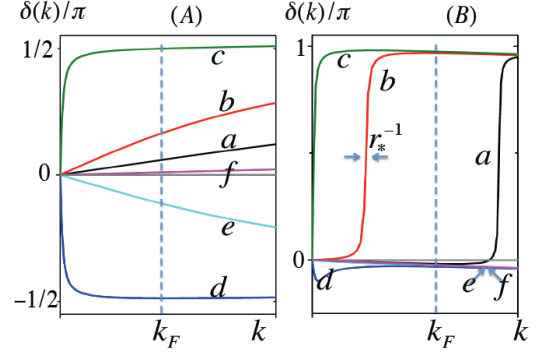 δ(k)/π (A)
1/2
0
−1/2
c
b
a
f
e
d
k_F k
δ(k)/π (B)
1
0
c
b
r_*^{-1}
a
d
e f
k_F k